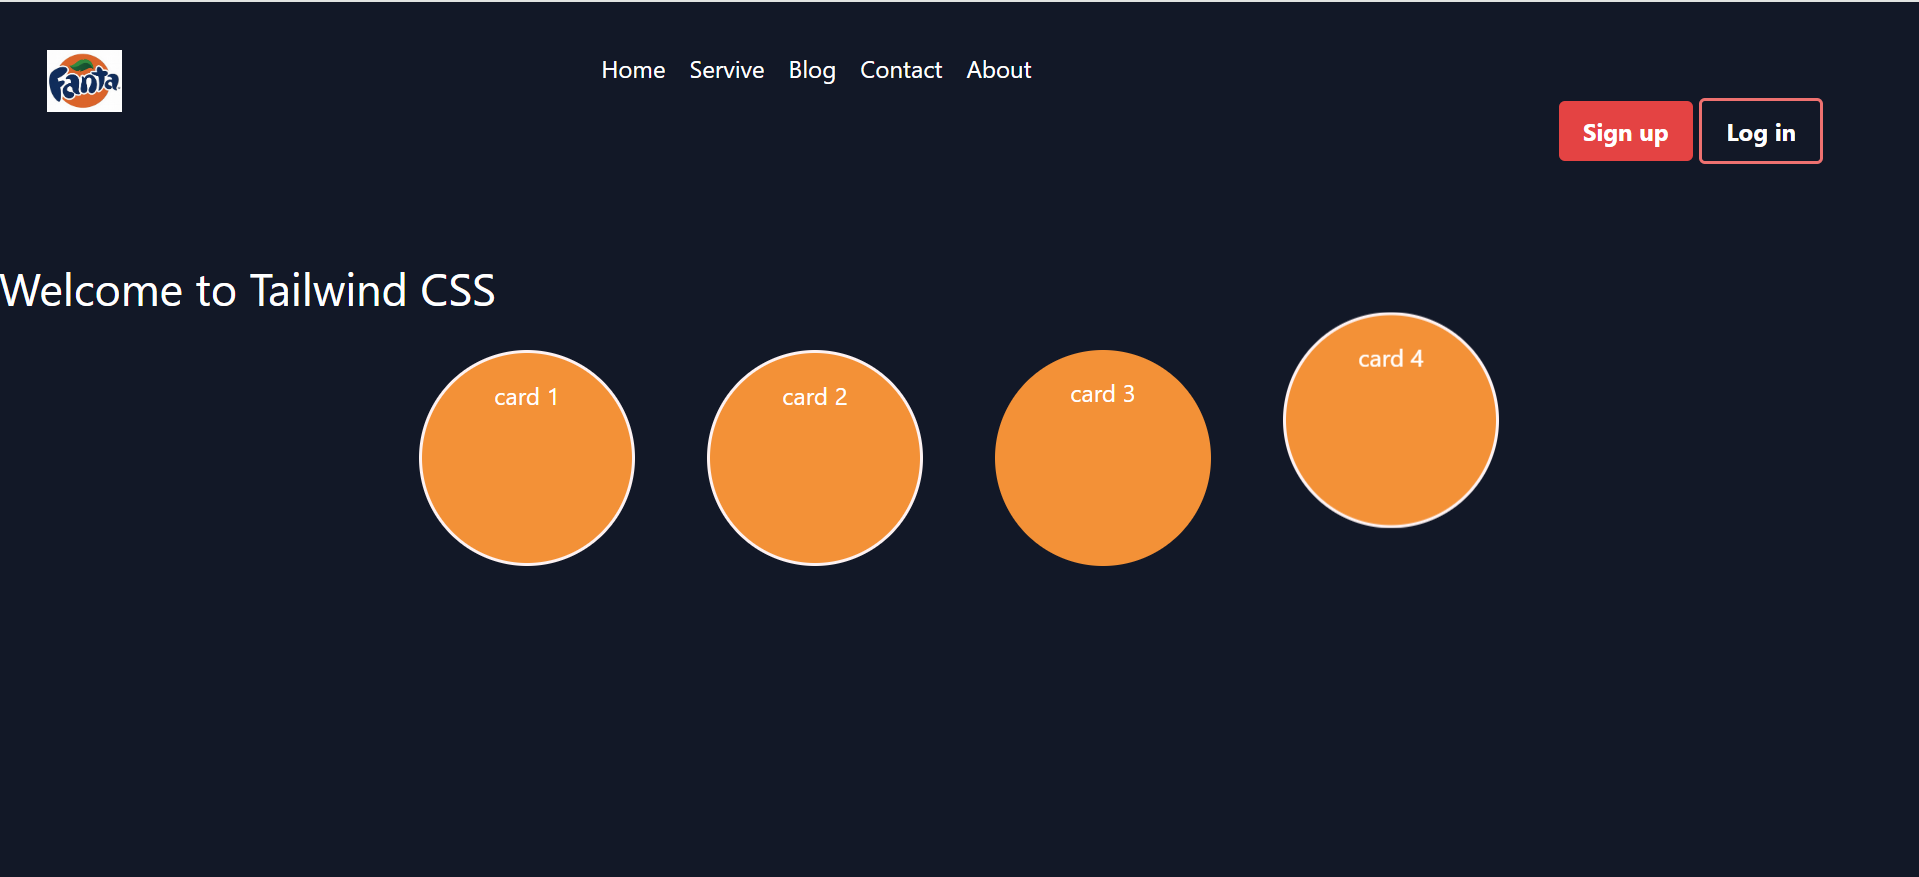 Fanta
Home Servive Blog Contact About
Sign up Log in
Welcome to Tailwind CSS
card 1 card 2 card 3 card 4